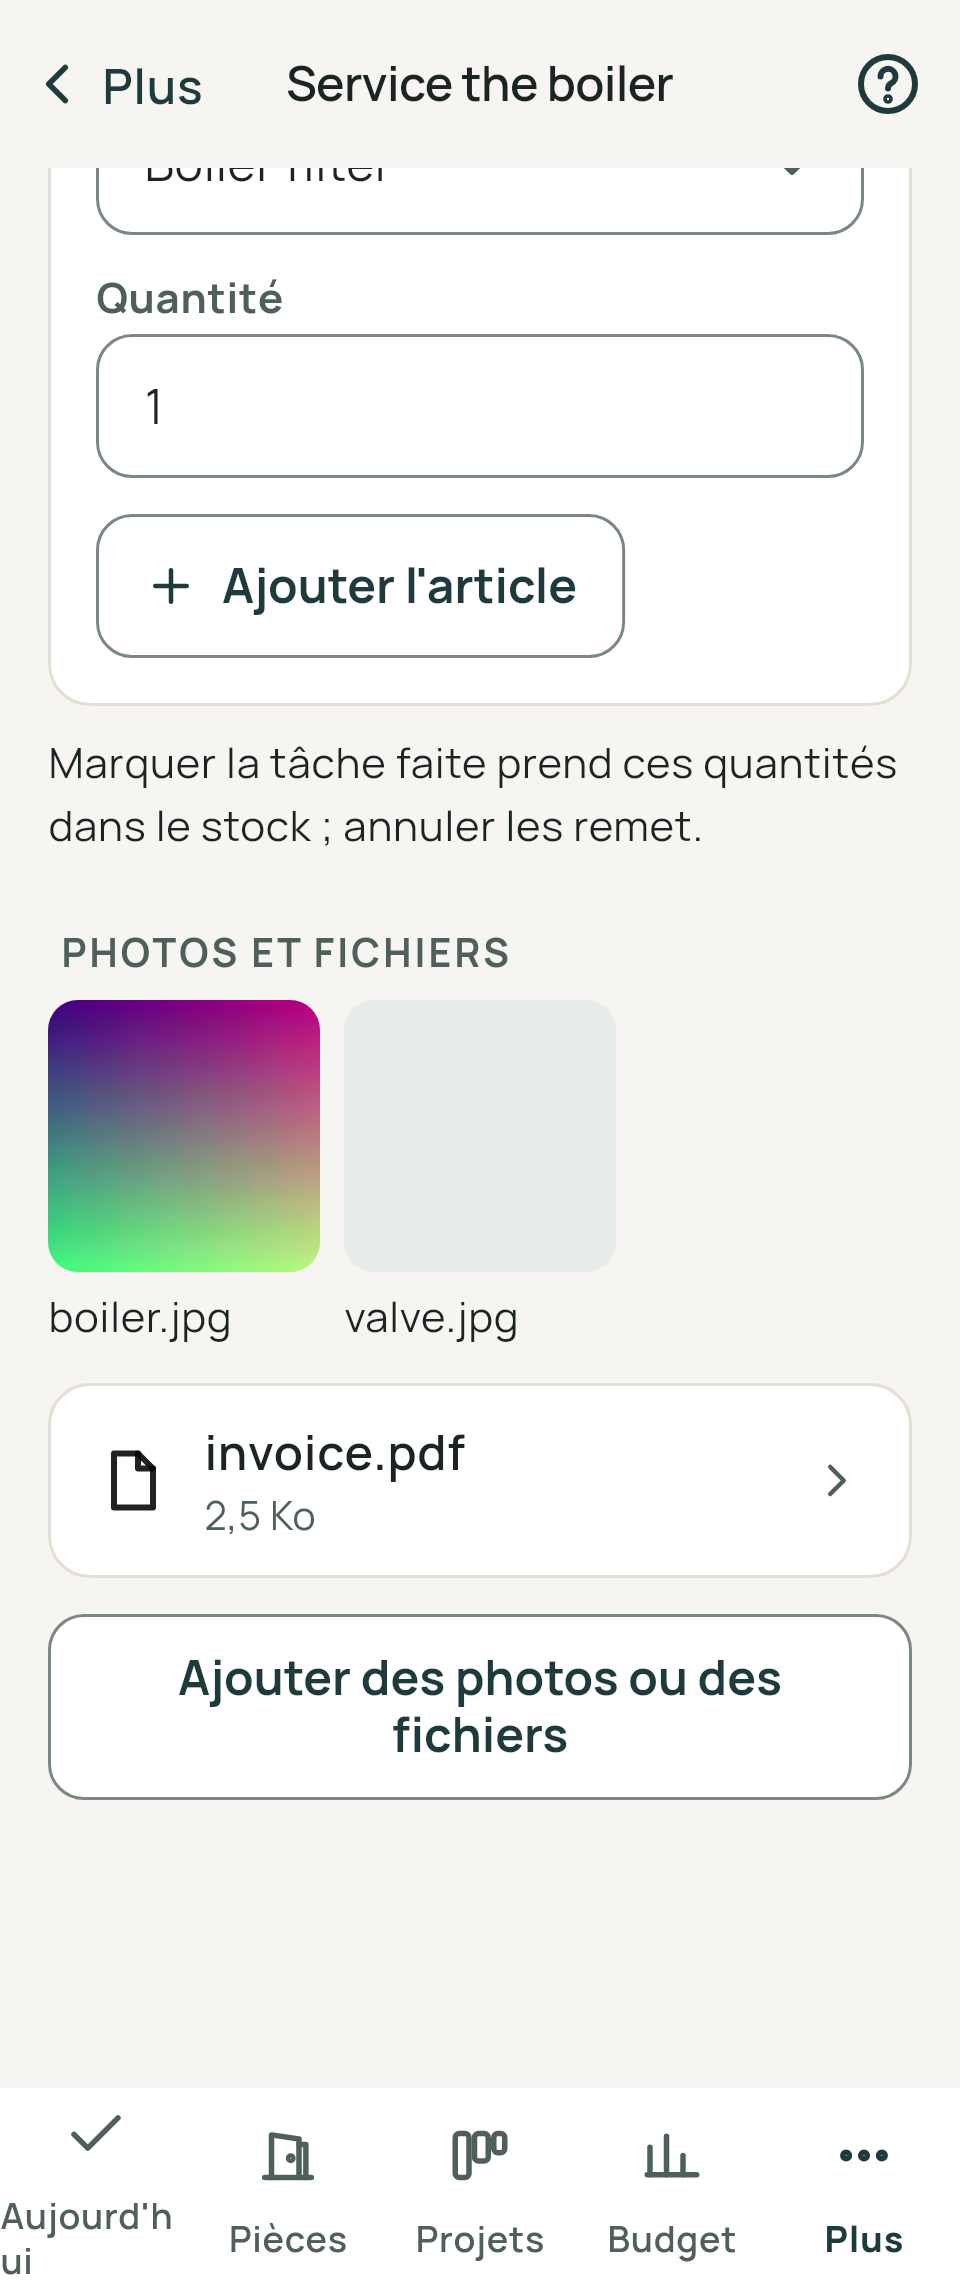 Plus
Service the boiler
Boiler filter
Quantité
1
Ajouter l'article
Marquer la tâche faite prend ces quantités
dans le stock ; annuler les remet.
PHOTOS ET FICHIERS
boiler.jpg
valve.jpg
invoice.pdf
2,5 Ko
Ajouter des photos ou des
fichiers
Aujourd'h
ui
Pièces
Projets
Budget
Plus